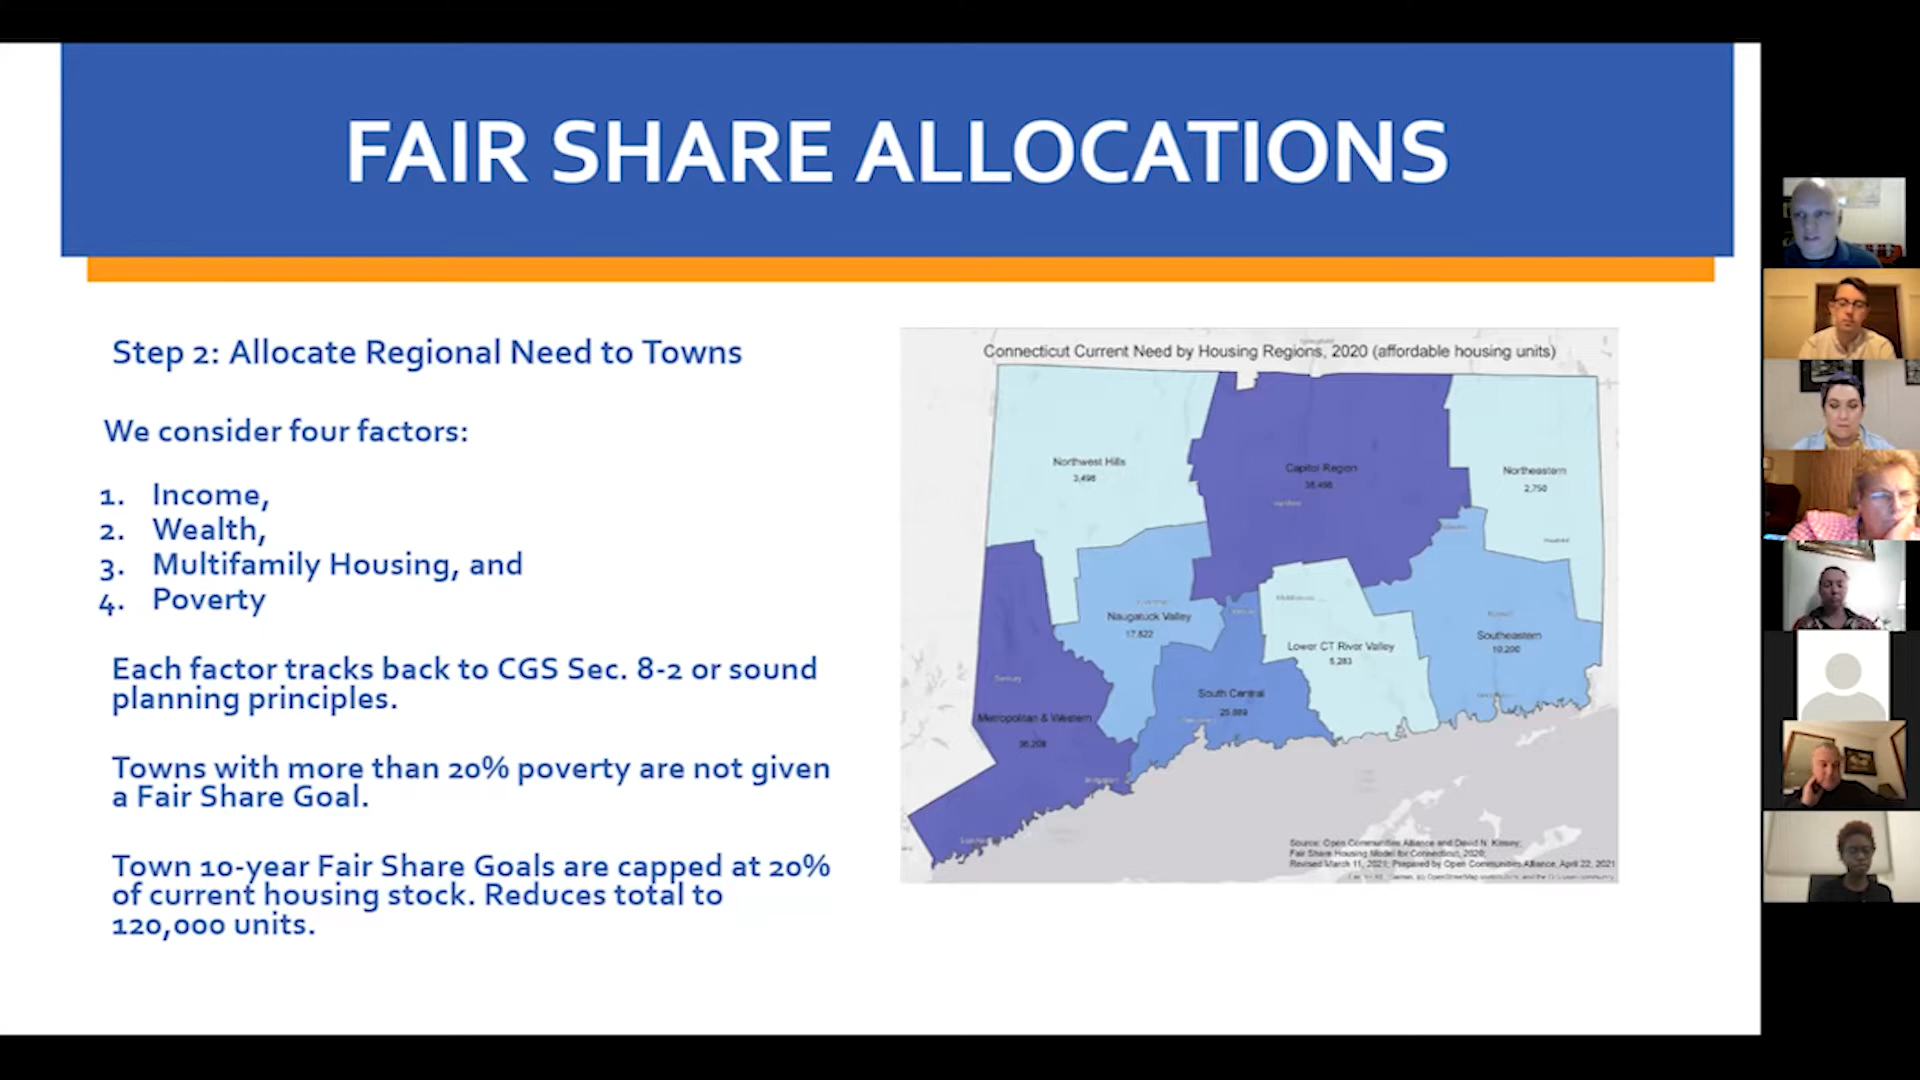 FAIR SHARE ALLOCATIONS
Step 2: Allocate Regional Need to Towns
We consider four factors:
1. Income,
2. Wealth,
3. Multifamily Housing, and
4. Poverty
Each factor tracks back to CGS Sec. 8-2 or sound
planning principles.
Towns with more than 20% poverty are not given
a Fair Share Goal.
Town 10-year Fair Share Goals are capped at 20%
of current housing stock. Reduces total to
120,000 units.
Connecticut Current Need by Housing Regions, 2020 (affordable housing units)
Northwest Hills
3,498
Capitol Region
Northeastern
2,750
Naugatuck Valley
17,822
Lower CT River Valley
5,283
Southeastern
10,200
South Central
25,889
Metropolitan & Western
36,208
Source: Open Communities Alliance and David N. Kinsey,
Fair Share Housing Model for Connecticut, 2020;
Revised March 11, 2021; Prepared by Open Communities Alliance, April 22, 2021